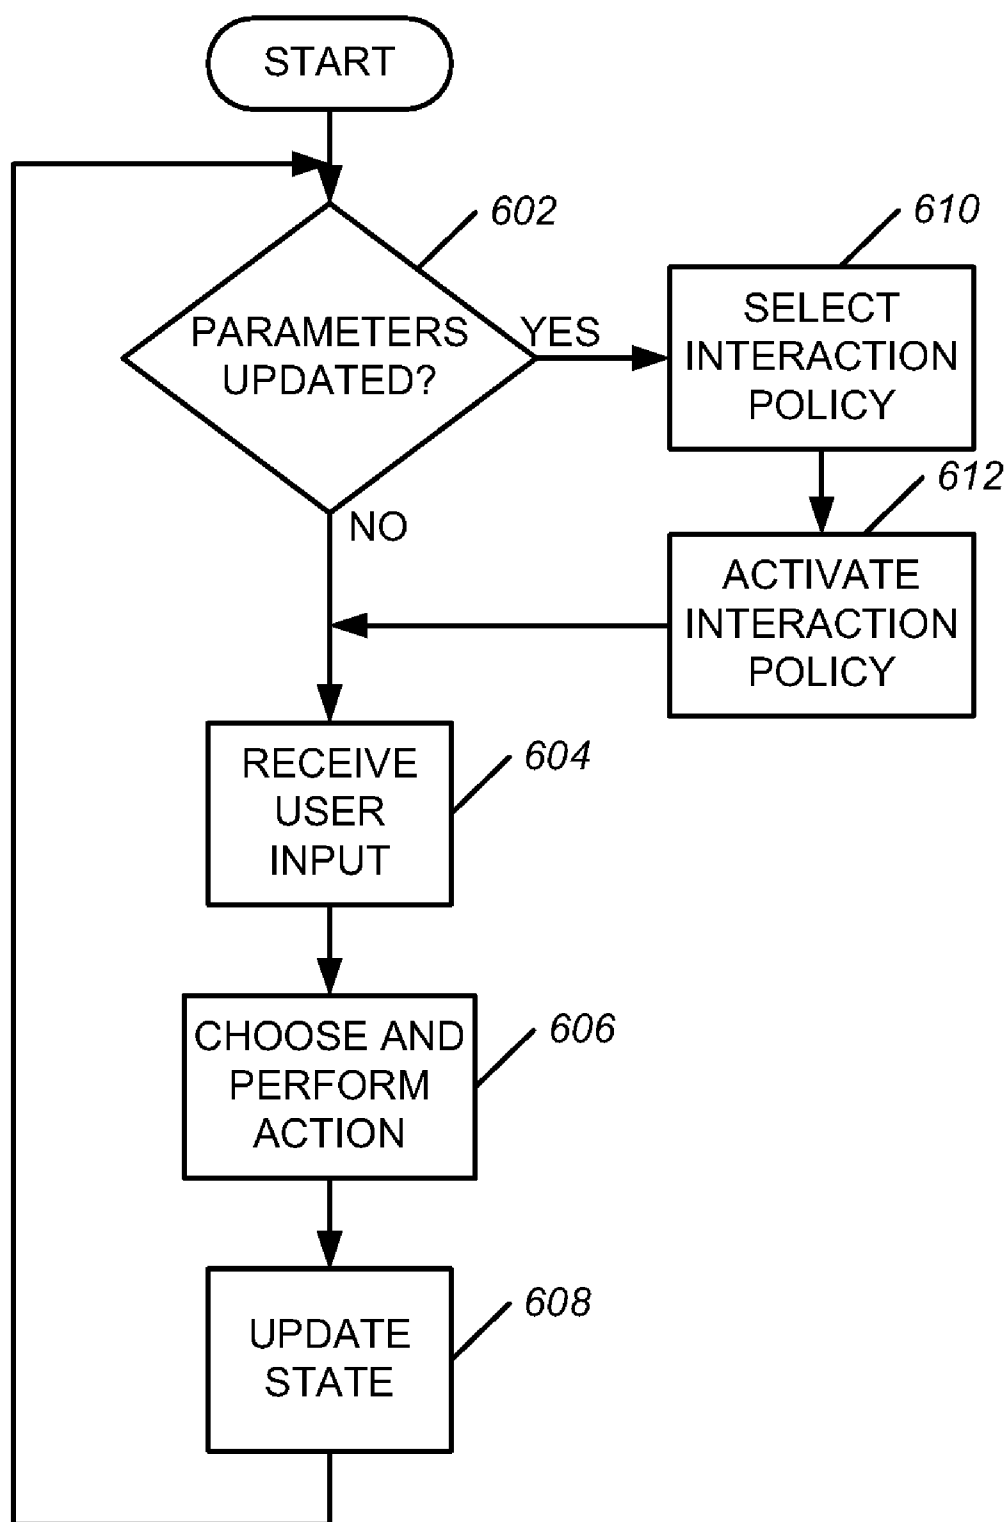 START
602
PARAMETERS
UPDATED?
YES
610
SELECT
INTERACTION
POLICY
612
ACTIVATE
INTERACTION
POLICY
NO
RECEIVE
USER
INPUT
604
CHOOSE AND
PERFORM
ACTION
606
UPDATE
STATE
608